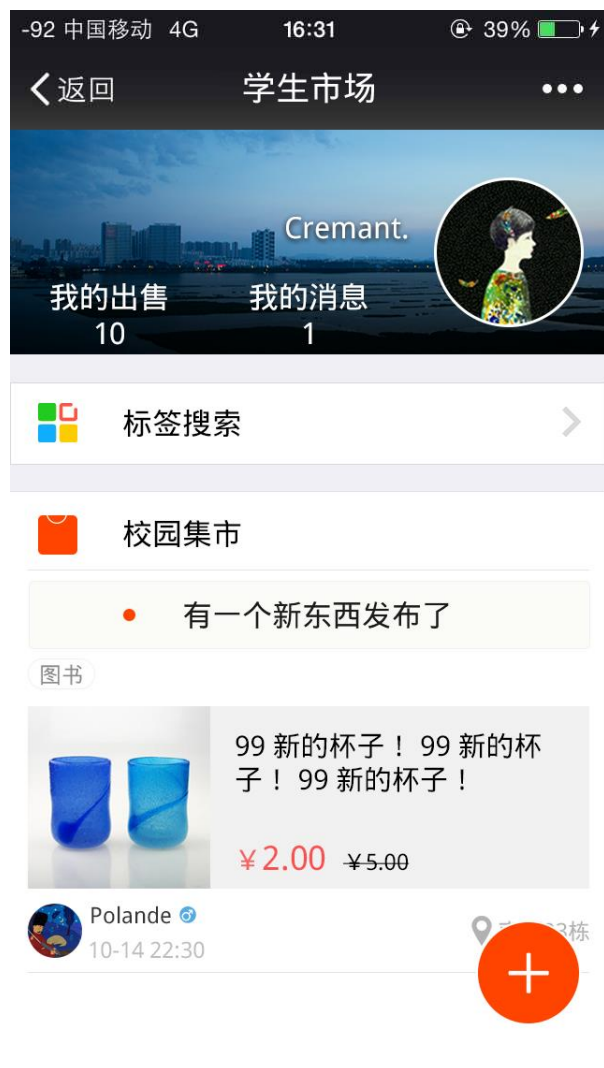 -92 中国移动 4G 16:31 39%
返回 学生市场
Cremant.
我的出售 我的消息
10 1
标签搜索
校园集市
有一个新东西发布了
图书
99 新的杯子！ 99 新的杯
子！ 99 新的杯子！
¥2.00 ¥5.00
Polande
10-14 22:30
栋